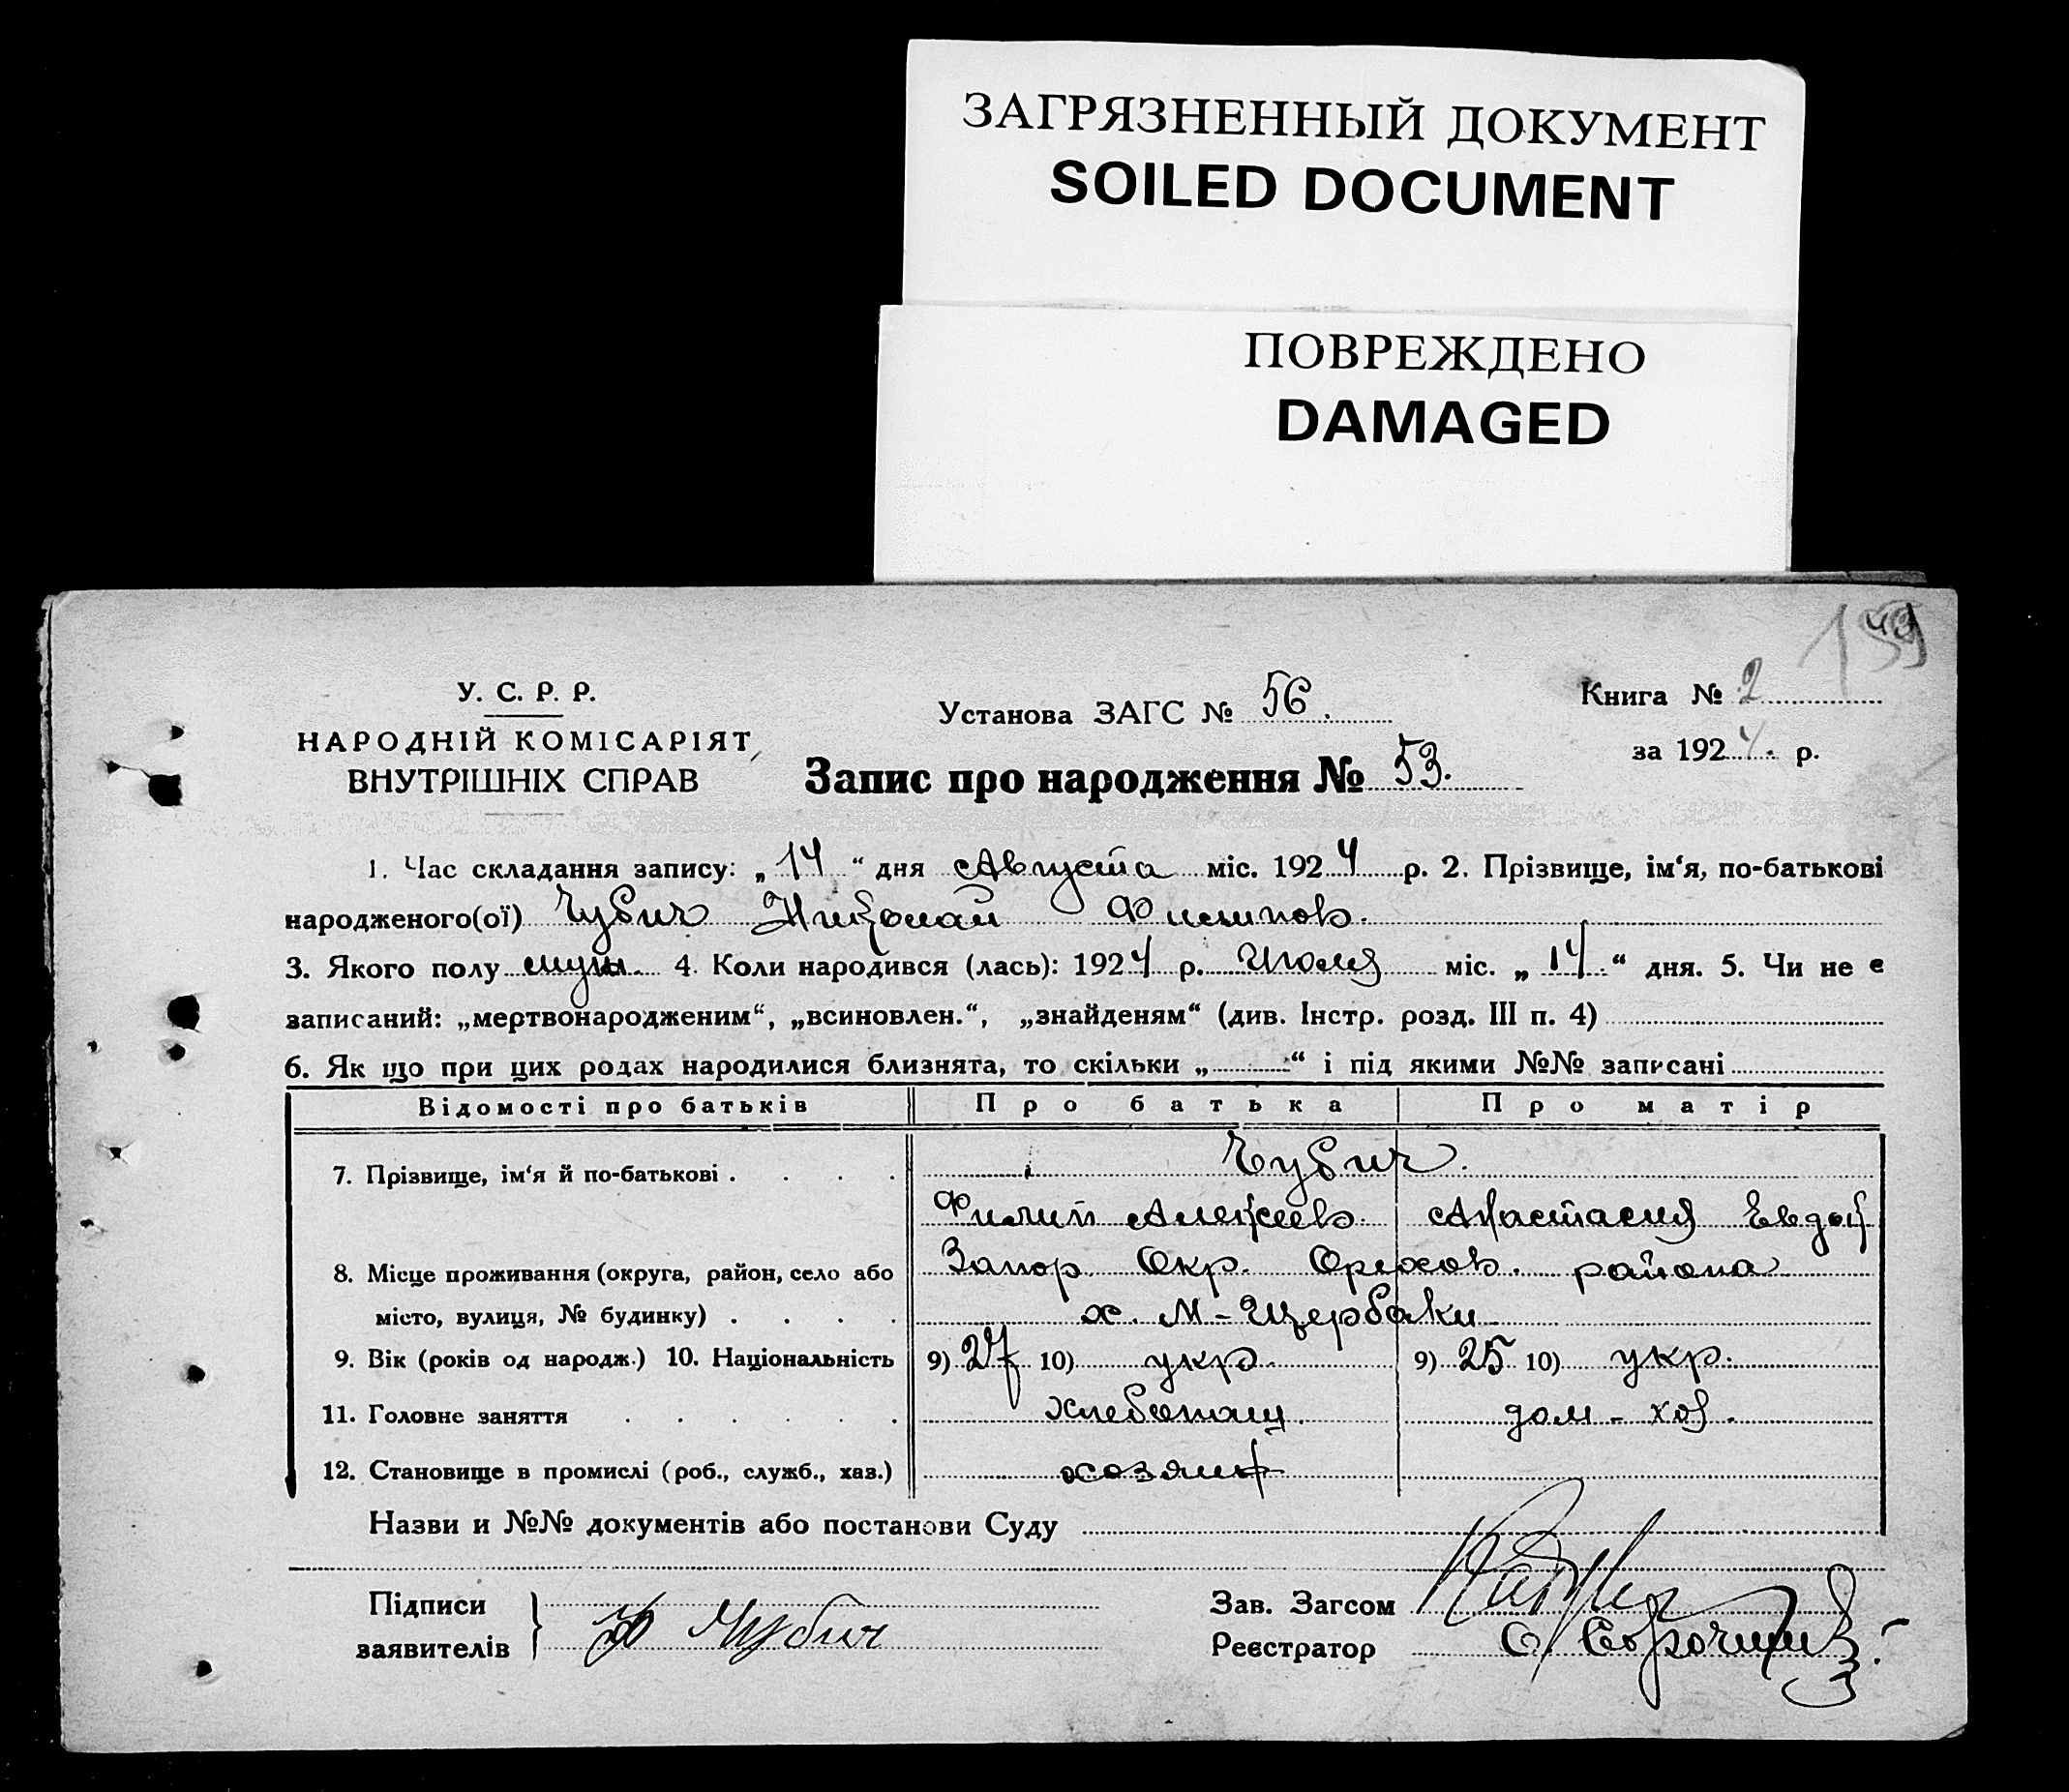 ЗАГРЯЗНЕННЫЙ ДОКУМЕНТ
SOILED DOCUMENT
ПОВРЕЖДЕНО
DAMAGED
У. С. Р. Р.
НАРОДНІЙ КОМІСАРІЯТ
ВНУТРІШНІХ СПРАВ
Установа ЗАГС № 56.
Запис про народження № 53.
Книга № 2
за 1924. р.
1. Час складання запису: „14“ дня Августа міс. 1924 р. 2. Прізвище, ім‘я, по-батькові
народженого(ої) Чубич Николай Филипов.
3. Якого полу муж. 4. Коли народився (лась): 1924 р. Июля міс. „14“ дня. 5. Чи не є
записаний: „мертвонародженим“, „всиновлен.“, „знайденям“ (див. Інстр. розд. III п. 4)
6. Як що при цих родах народилися близнята, то скільки „ “ і під якими №№ записані
Відомості про батьків Про батька Про матір
7. Прізвище, ім‘я й по-батькові . . . . Чубич.
Филип Алексеев. Анастасия Евдок
8. Місце проживання (округа, район, село або Запор. Окр. Орехов. района
місто, вулиця, № будинку) . . . . х. М-Щербаки.
9. Вік (років од народж.) 10. Національність 9) 27 10) укр. 9) 25 10) укр.
11. Головне заняття . . . . . . Хлебопащ. дом-хоз.
12. Становище в промислі (роб., служб., хаз.) хозяин
Назви и №№ документів або постанови Суду
Підписи
заявителів } Чубич
Зав. Загсом
Реєстратор